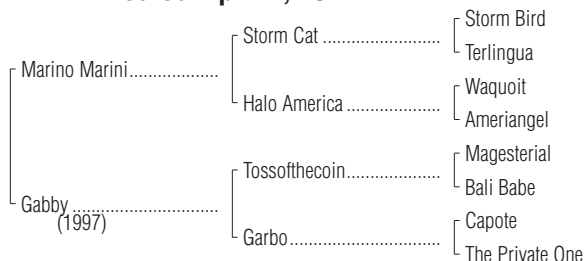 Storm Bird
Storm Cat ........................
Terlingua
Marino Marini.......................
Waquoit
Halo America .........................
Ameriangel
Magesterial
Tossofthecoin.........................
Bali Babe
Gabby......................................
(1997)
Capote
Garbo........................................
The Private One